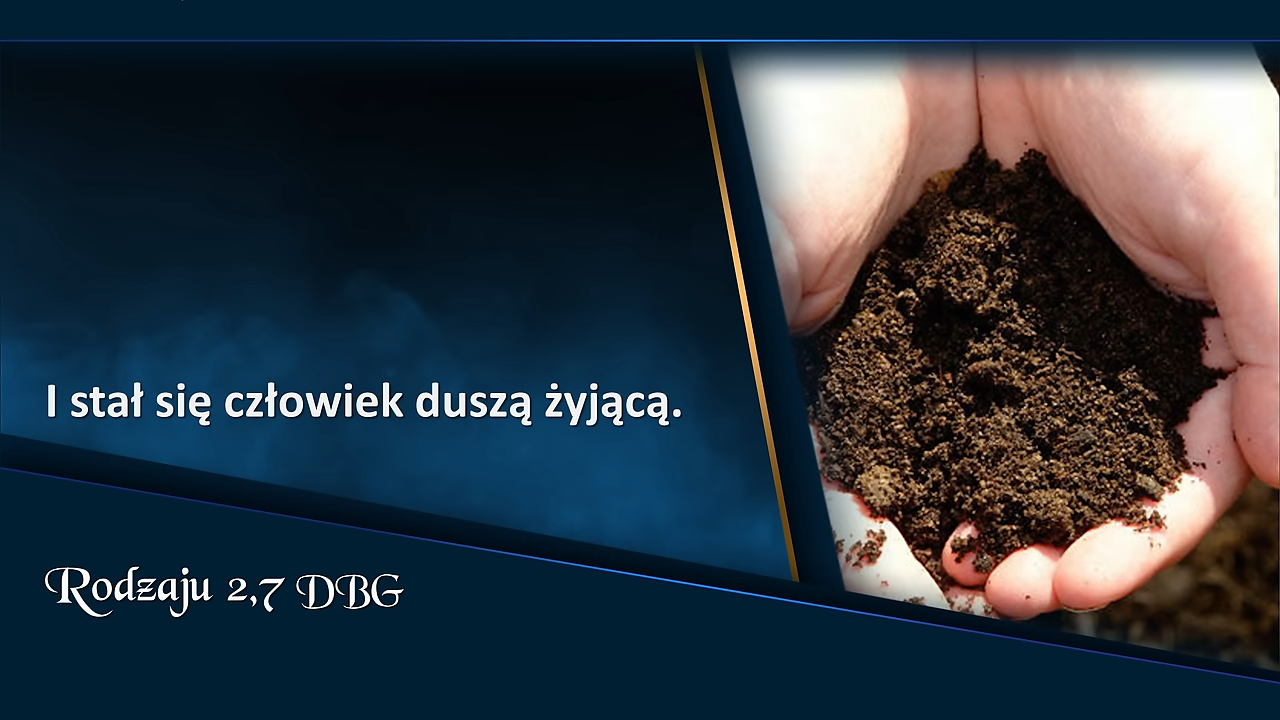 I stał się człowiek duszą żyjącą.
Rodzaju 2,7 DBG